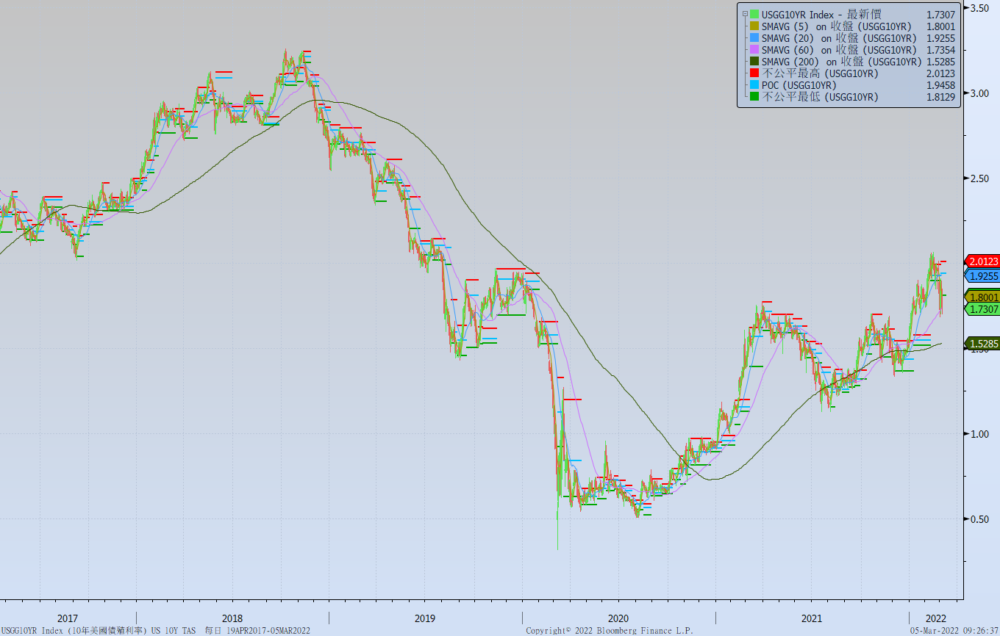 USGG10YR Index - 最新價 1.7307
SMAVG (5) on 收盤 (USGG10YR) 1.8001
SMAVG (20) on 收盤 (USGG10YR) 1.9255
SMAVG (60) on 收盤 (USGG10YR) 1.7354
SMAVG (200) on 收盤 (USGG10YR) 1.5285
不公平最高 (USGG10YR) 2.0123
POC (USGG10YR) 1.9458
不公平最低 (USGG10YR) 1.8129
3.50
3.00
2.50
2.0123
1.9255
1.8001
1.7307
1.5285
1.00
0.50
2017 2018 2019 2020 2021 2022
USGG10YR Index (10年美國債殖利率) US 10Y TAS 每日 19APR2017-05MAR2022 Copyright© 2022 Bloomberg Finance L.P. 05-Mar-2022 09:26:37